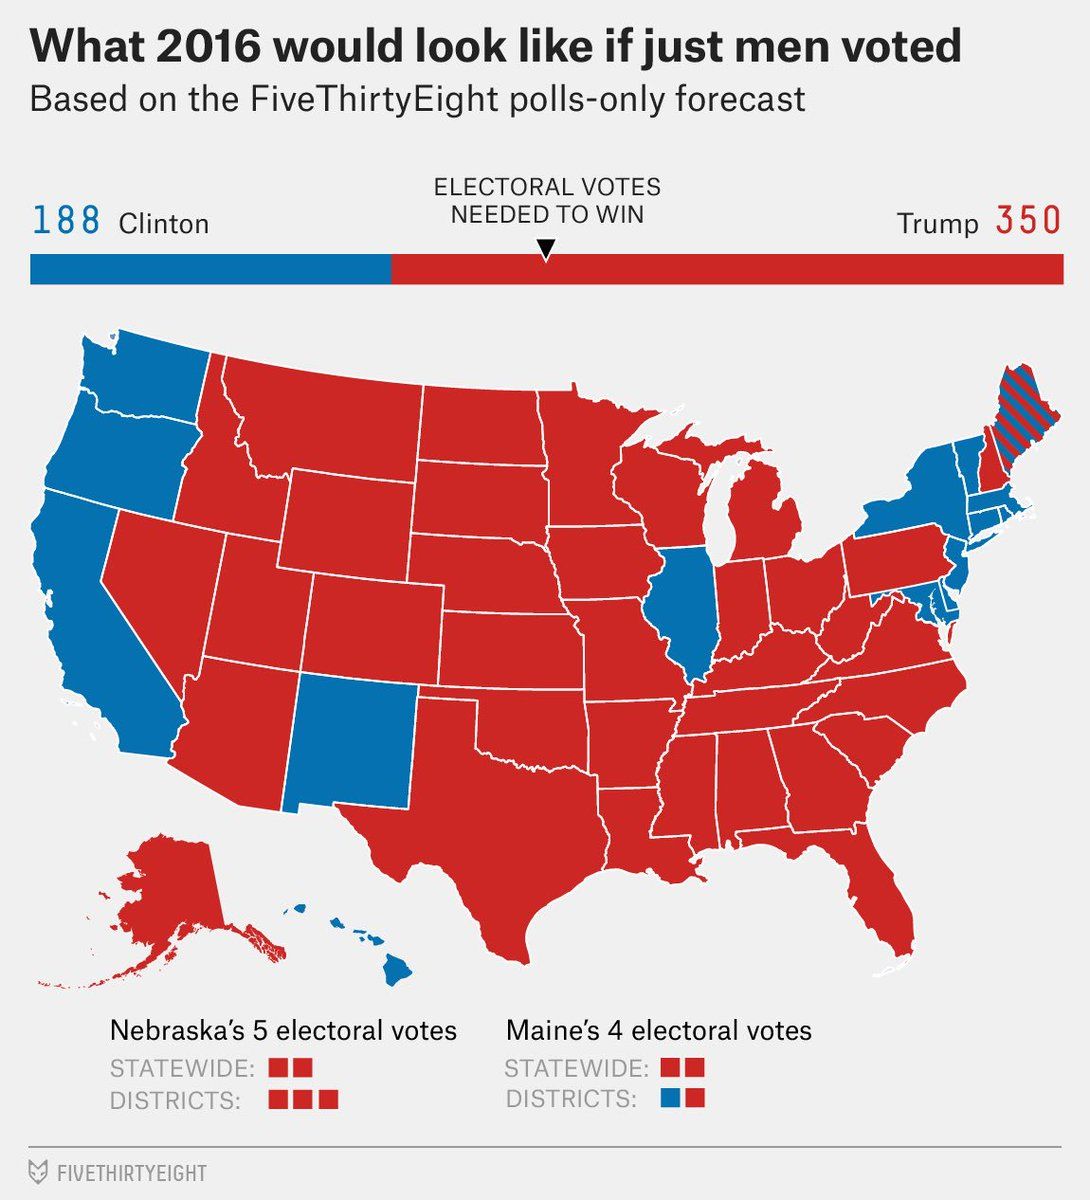 What 2016 would look like if just men voted
Based on the FiveThirtyEight polls-only forecast
ELECTORAL VOTES
NEEDED TO WIN
188 Clinton
Trump 350
Nebraska's 5 electoral votes
STATEWIDE:
DISTRICTS:
Maine's 4 electoral votes
STATEWIDE:
DISTRICTS:
FIVETHIRTYEIGHT